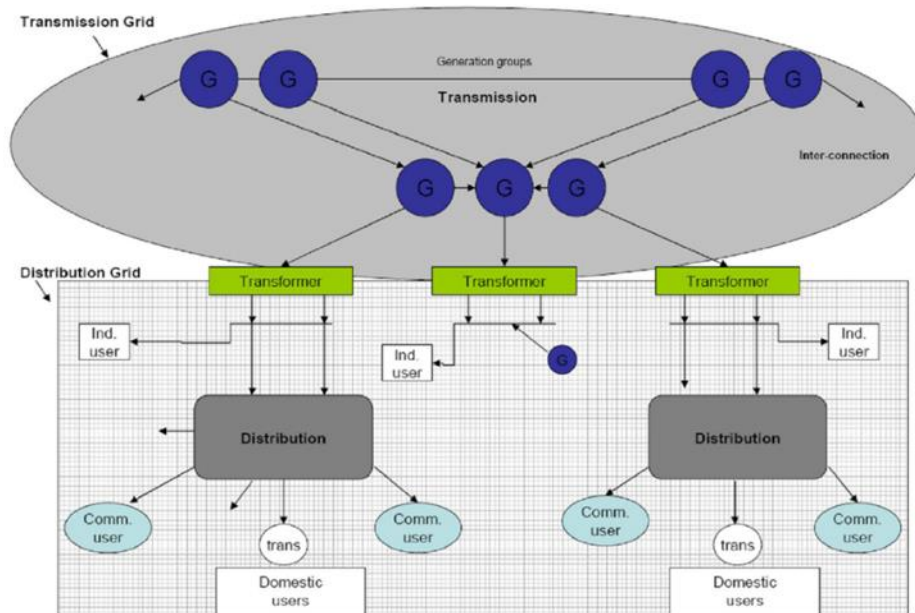 Transmission Grid
Generation groups
G
G
G
G
Transmission
Inter-connection
G
G
G
Distribution Grid
Transformer
Transformer
Transformer
Ind.
user
Ind.
user
G
Ind.
user
Distribution
Distribution
Comm.
user
Comm.
user
Comm.
user
Comm.
user
trans
trans
Domestic
users
Domestic
users